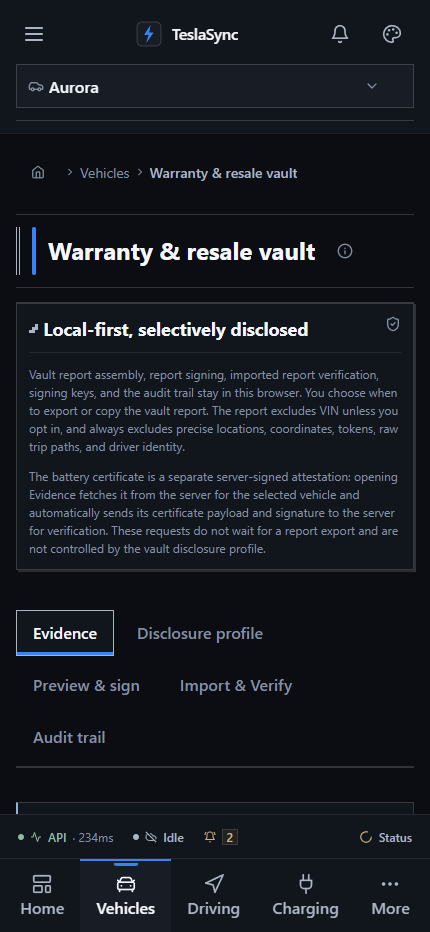 TeslaSync
Aurora
Vehicles
Warranty & resale vault
Warranty & resale vault
Local-first, selectively disclosed
Vault report assembly, report signing, imported report verification,
signing keys, and the audit trail stay in this browser. You choose when
to export or copy the vault report. The report excludes VIN unless you
opt in, and always excludes precise locations, coordinates, tokens, raw
trip paths, and driver identity.
The battery certificate is a separate server-signed attestation: opening
Evidence fetches it from the server for the selected vehicle and
automatically sends its certificate payload and signature to the server
for verification. These requests do not wait for a report export and are
not controlled by the vault disclosure profile.
Evidence
Disclosure profile
Preview & sign
Import & Verify
Audit trail
API · 234ms
Idle
2
Status
Home
Vehicles
Driving
Charging
More